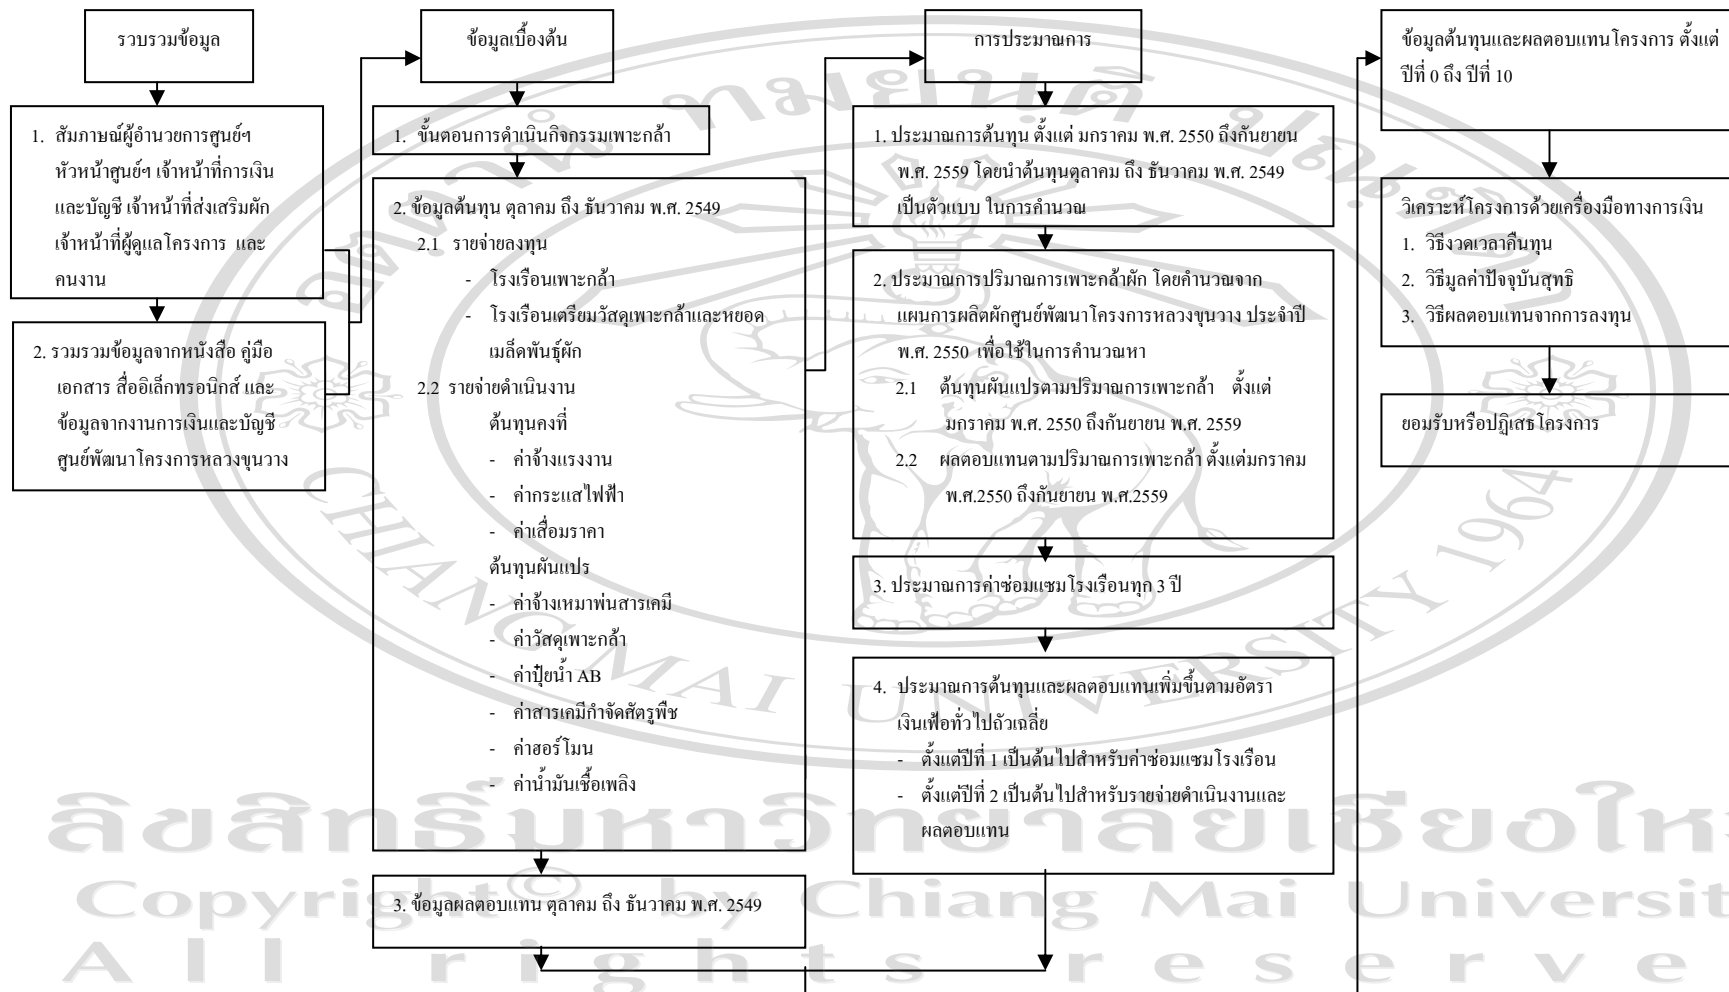 รวบรวมข้อมูล
1. สัมภาษณ์ผู้อำนวยการศูนย์ฯ
หัวหน้าศูนย์ฯ เจ้าหน้าที่การเงิน
และบัญชี เจ้าหน้าที่ส่งเสริมผัก
เจ้าหน้าที่ผู้ดูแลโครงการ และ
คนงาน
2. รวมรวมข้อมูลจากหนังสือ คู่มือ
เอกสาร สื่ออิเล็กทรอนิกส์ และ
ข้อมูลจากงานการเงินและบัญชี
ศูนย์พัฒนาโครงการหลวงขุนวาง
ข้อมูลเบื้องต้น
1. ขั้นตอนการดำเนินกิจกรรมเพาะกล้า
2. ข้อมูลต้นทุน ตุลาคม ถึง ธันวาคม พ.ศ. 2549
2.1 รายจ่ายลงทุน
- โรงเรือนเพาะกล้า
- โรงเรือนเตรียมวัสดุเพาะกล้าและหยอด
เมล็ดพันธุ์ผัก
2.2 รายจ่ายดำเนินงาน
ต้นทุนคงที่
- ค่าจ้างแรงงาน
- ค่ากระแสไฟฟ้า
- ค่าเสื่อมราคา
ต้นทุนผันแปร
- ค่าจ้างเหมาพ่นสารเคมี
- ค่าวัสดุเพาะกล้า
- ค่าปุ๋ยน้ำ AB
- ค่าสารเคมีกำจัดศัตรูพืช
- ค่าฮอร์โมน
- ค่าน้ำมันเชื้อเพลิง
3. ข้อมูลผลตอบแทน ตุลาคม ถึง ธันวาคม พ.ศ. 2549
การประมาณการ
1. ประมาณการต้นทุน ตั้งแต่ มกราคม พ.ศ. 2550 ถึงกันยายน
พ.ศ. 2559 โดยนำต้นทุนตุลาคม ถึง ธันวาคม พ.ศ. 2549
เป็นตัวแบบ ในการคำนวณ
2. ประมาณการปริมาณการเพาะกล้าผัก โดยคำนวณจาก
แผนการผลิตผักศูนย์พัฒนาโครงการหลวงขุนวาง ประจำปี
พ.ศ. 2550 เพื่อใช้ในการคำนวณหา
2.1 ต้นทุนผันแปรตามปริมาณการเพาะกล้า ตั้งแต่
มกราคม พ.ศ. 2550 ถึงกันยายน พ.ศ. 2559
2.2 ผลตอบแทนตามปริมาณการเพาะกล้า ตั้งแต่มกราคม
พ.ศ.2550 ถึงกันยายน พ.ศ.2559
3. ประมาณการค่าซ่อมแซมโรงเรือนทุก 3 ปี
4. ประมาณการต้นทุนและผลตอบแทนเพิ่มขึ้นตามอัตรา
เงินเฟ้อทั่วไปถัวเฉลี่ย
- ตั้งแต่ปีที่ 1 เป็นต้นไปสำหรับค่าซ่อมแซมโรงเรือน
- ตั้งแต่ปีที่ 2 เป็นต้นไปสำหรับรายจ่ายดำเนินงานและ
ผลตอบแทน
ข้อมูลต้นทุนและผลตอบแทนโครงการ ตั้งแต่
ปีที่ 0 ถึง ปีที่ 10
วิเคราะห์โครงการด้วยเครื่องมือทางการเงิน
1. วิธีงวดเวลาคืนทุน
2. วิธีมูลค่าปัจจุบันสุทธิ
3. วิธีผลตอบแทนจากการลงทุน
ยอมรับหรือปฏิเสธโครงการ
CHIANG MAI UNIVERSITY 1964
ลิขสิทธิ์มหาวิทยาลัยเชียงให
Copyright© by Chiang Mai Universit
All rights reserve